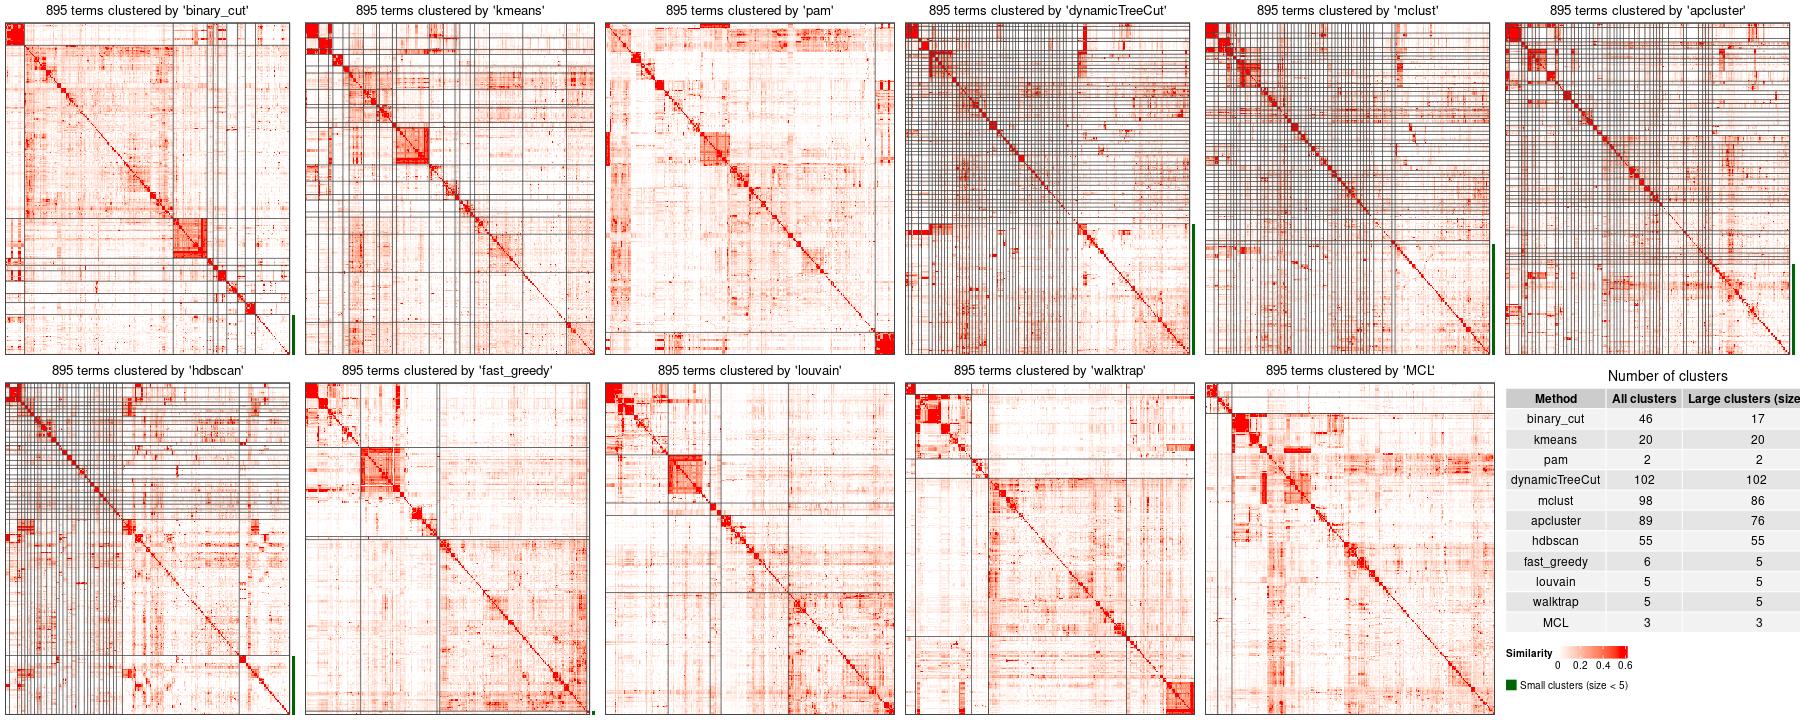 895 terms clustered by 'binary_cut'
895 terms clustered by 'kmeans'
895 terms clustered by 'pam'
895 terms clustered by 'dynamicTreeCut'
895 terms clustered by 'mclust'
895 terms clustered by 'apcluster'
895 terms clustered by 'hdbscan'
895 terms clustered by 'fast_greedy'
895 terms clustered by 'louvain'
895 terms clustered by 'walktrap'
895 terms clustered by 'MCL'
Number of clusters
Method All clusters Large clusters (size
binary_cut 46 17
kmeans 20 20
pam 2 2
dynamicTreeCut 102 102
mclust 98 86
apcluster 89 76
hdbscan 55 55
fast_greedy 6 5
louvain 5 5
walktrap 5 5
MCL 3 3
Similarity
0 0.2 0.4 0.6
Small clusters (size < 5)